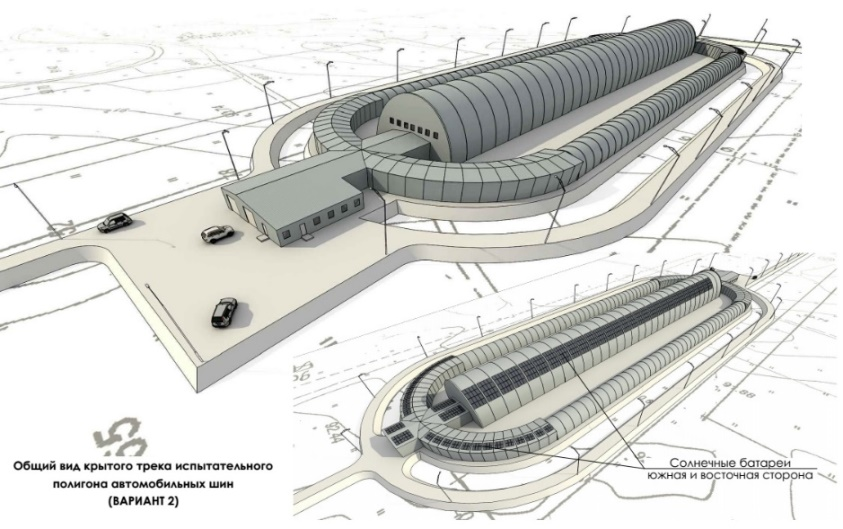 Общий вид крытого трека испытательного
полигона автомобильных шин
(ВАРИАНТ 2)
Солнечные батареи
южная и восточная сторона